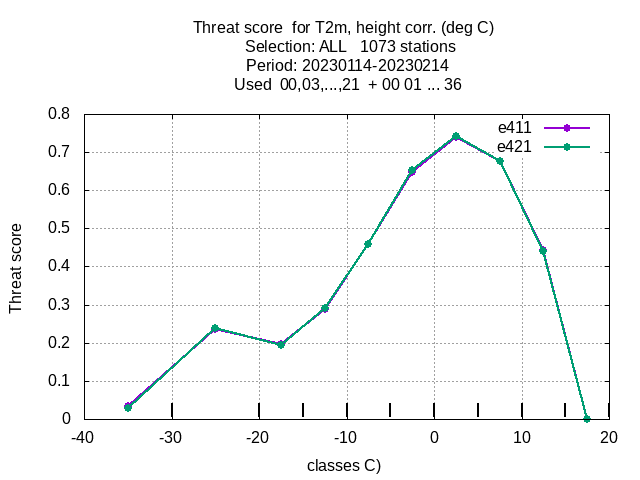 Threat score  for T2m, height corr. (deg C)
Selection: ALL   1073 stations
Period: 20230114-20230214
Used  00,03,...,21  + 00 01 ... 36
e411
e421
0.8
0.7
0.6
0.5
0.4
0.3
0.2
0.1
0
Threat score
-40 -30 -20 -10 0 10 20
classes C)